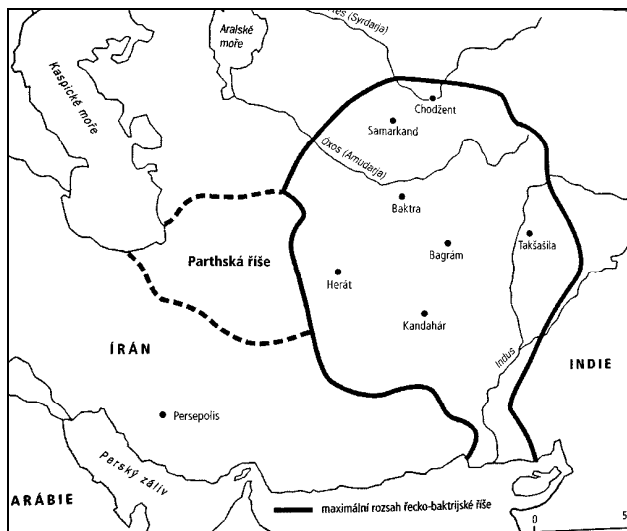 (Syrdarja)
Aralské
moře
Kaspické moře
Chodžent
Samarkand
Óxos (Amudarja)
Baktra
Takšašila
Bagrám
Parthská říše
Herát
Kandahár
ÍRÁN
Indus
INDIE
Persepolis
Perský záliv
ARÁBIE
maximální rozsah řecko-baktrijské říše
0
5